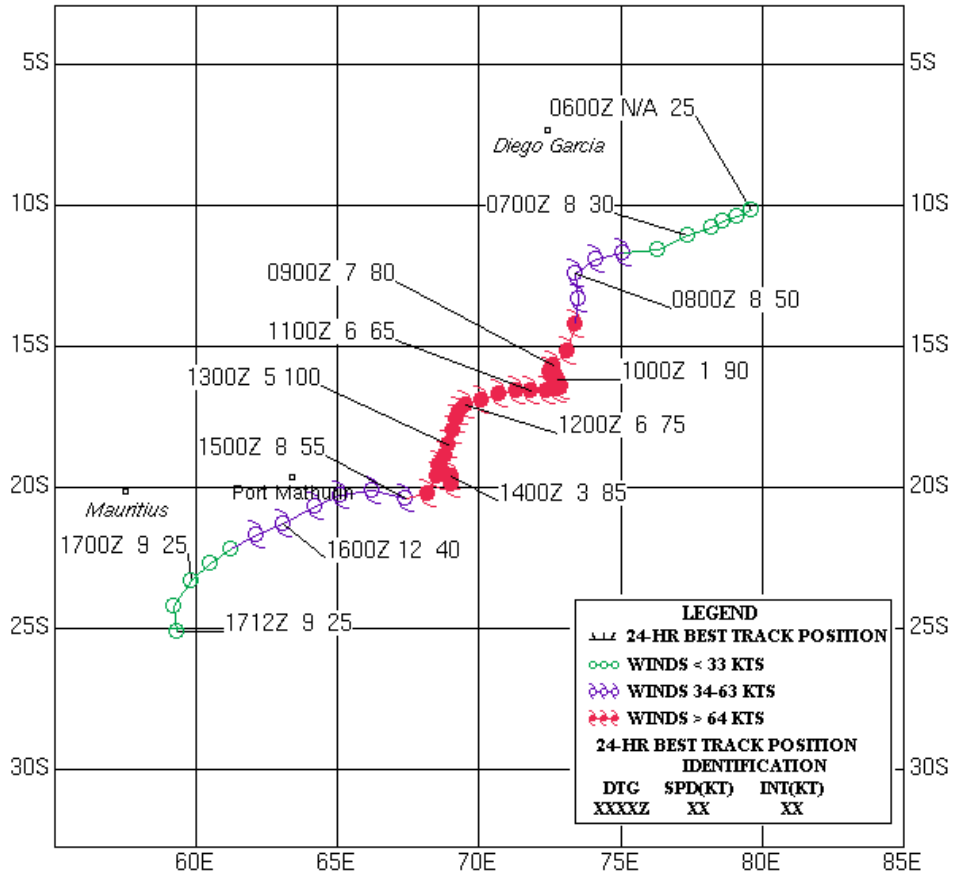 5S 5S
0600Z N/A 25
Diego Garcia
10S 10S
0700Z 8 30
0900Z 7 80
0800Z 8 50
1100Z 6 65
15S 15S
1000Z 1 90
1300Z 5 100
1200Z 6 75
1500Z 8 55
20S 20S
Port Mathurin
1400Z 3 85
Mauritius
1700Z 9 25
1600Z 12 40
1712Z 9 25
25S 25S
LEGEND
24-HR BEST TRACK POSITION
WINDS < 33 KTS
WINDS 34-63 KTS
WINDS > 64 KTS
24-HR BEST TRACK POSITION
IDENTIFICATION
DTG SPD(KT) INT(KT)
XXXXZ XX XX
30S 30S
60E 65E 70E 75E 80E 85E